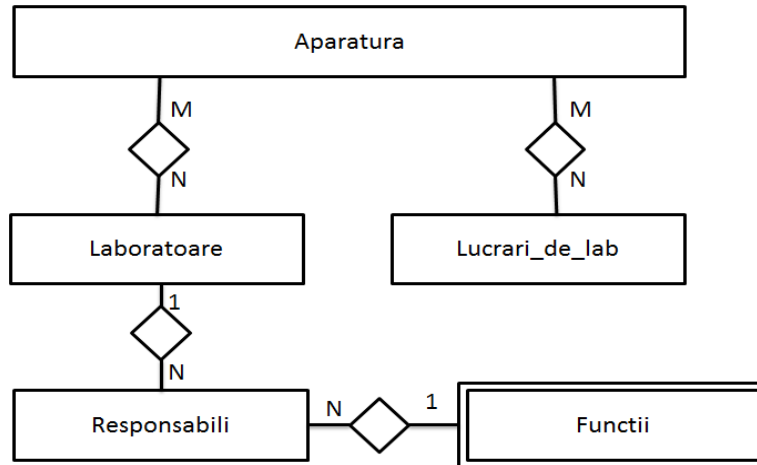 Aparatura
M
M
N
N
Laboratoare
Lucrari_de_lab
1
N
Responsabili
N
1
Functii